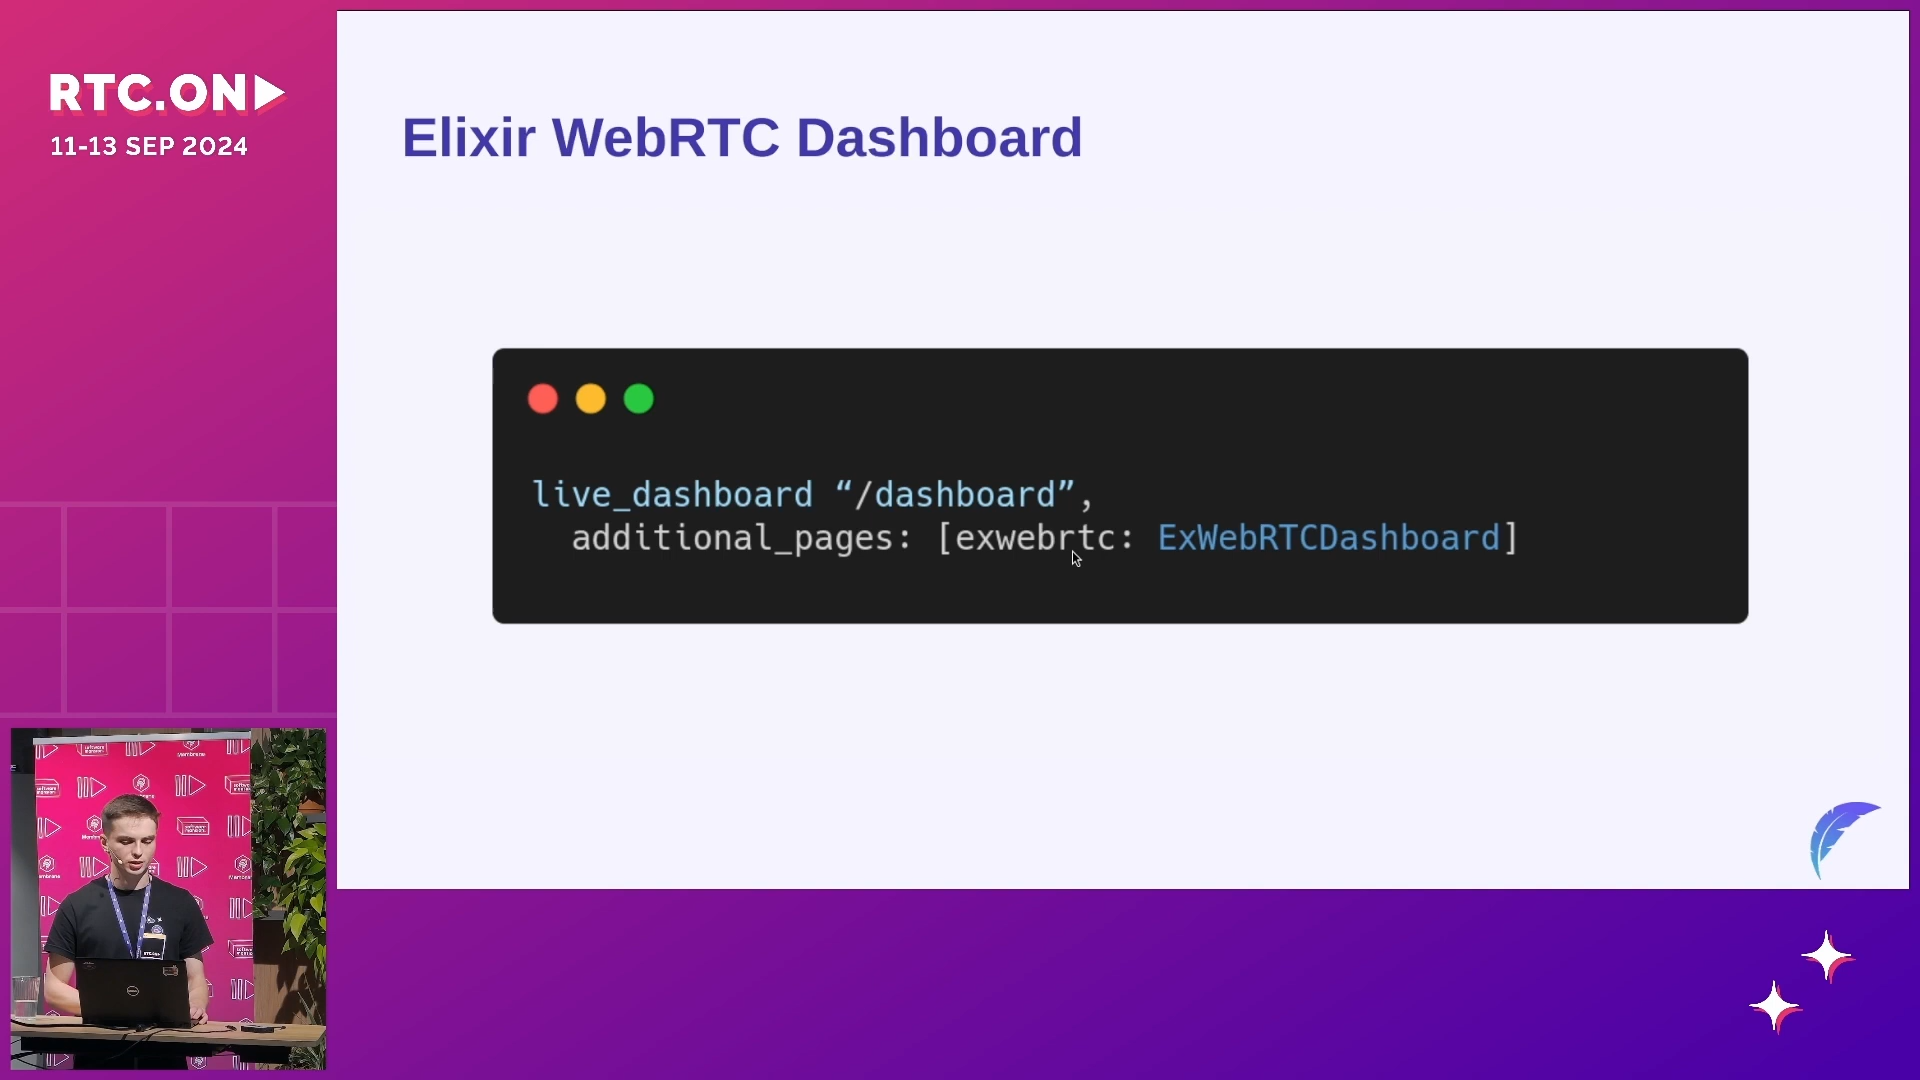 RTC.ON
11-13 SEP 2024
Elixir WebRTC Dashboard
live_dashboard “/dashboard”,
  additional_pages: [exwebrtc: ExWebRTCDashboard]